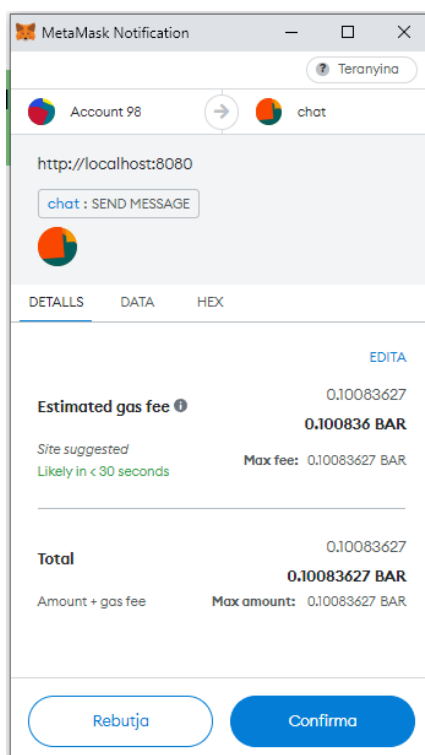 MetaMask Notification
? Teranyina
Account 98
chat
http://localhost:8080
chat : SEND MESSAGE
DETALLS DATA HEX
EDITA
0.10083627
Estimated gas fee
0.100836 BAR
Site suggested
Likely in < 30 seconds
Max fee: 0.10083627 BAR
0.10083627
Total
0.10083627 BAR
Amount + gas fee
Max amount: 0.10083627 BAR
Rebutja
Confirma